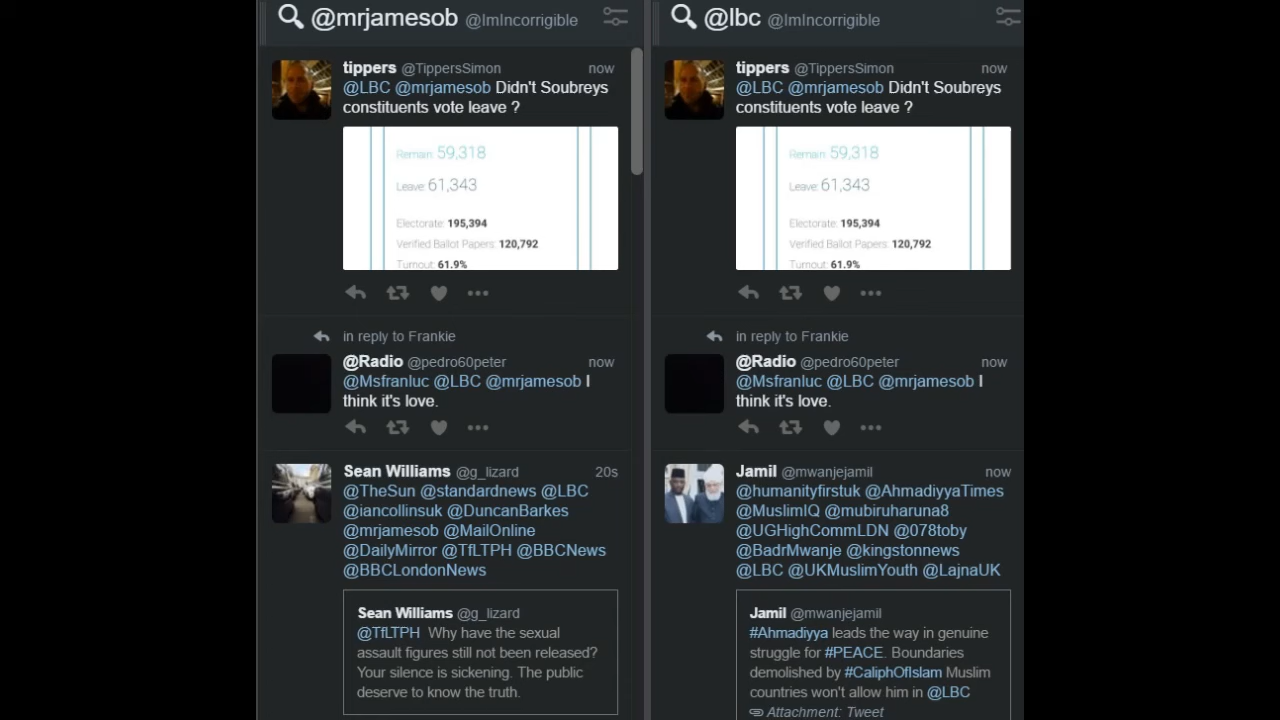 @mrjamesob @ImIncorrigible
tippers @TippersSimon now
@LBC @mrjamesob Didn't Soubreys
constituents vote leave ?
Remain: 59,318
Leave: 61,343
Electorate: 195,394
Verified Ballot Papers: 120,792
Turnout: 61.9%
in reply to Frankie
@Radio @pedro60peter now
@Msfranluc @LBC @mrjamesob I
think it's love.
Sean Williams @g_lizard 20s
@TheSun @standardnews @LBC
@iancollinsuk @DuncanBarkes
@mrjamesob @MailOnline
@DailyMirror @TfLTPH @BBCNews
@BBCLondonNews
Sean Williams @g_lizard
@TfLTPH Why have the sexual
assault figures still not been released?
Your silence is sickening. The public
deserve to know the truth.
@lbc @ImIncorrigible
tippers @TippersSimon now
@LBC @mrjamesob Didn't Soubreys
constituents vote leave ?
Remain: 59,318
Leave: 61,343
Electorate: 195,394
Verified Ballot Papers: 120,792
Turnout: 61.9%
in reply to Frankie
@Radio @pedro60peter now
@Msfranluc @LBC @mrjamesob I
think it's love.
Jamil @mwanjejamil now
@humanityfirstuk @AhmadiyyaTimes
@MuslimIQ @mubiruharuna8
@UGHighCommLDN @078toby
@BadrMwanje @kingstonnews
@LBC @UKMuslimYouth @LajnaUK
Jamil @mwanjejamil
#Ahmadiyya leads the way in genuine
struggle for #PEACE. Boundaries
demolished by #CaliphOfIslam Muslim
countries won't allow him in @LBC
Attachment: Tweet